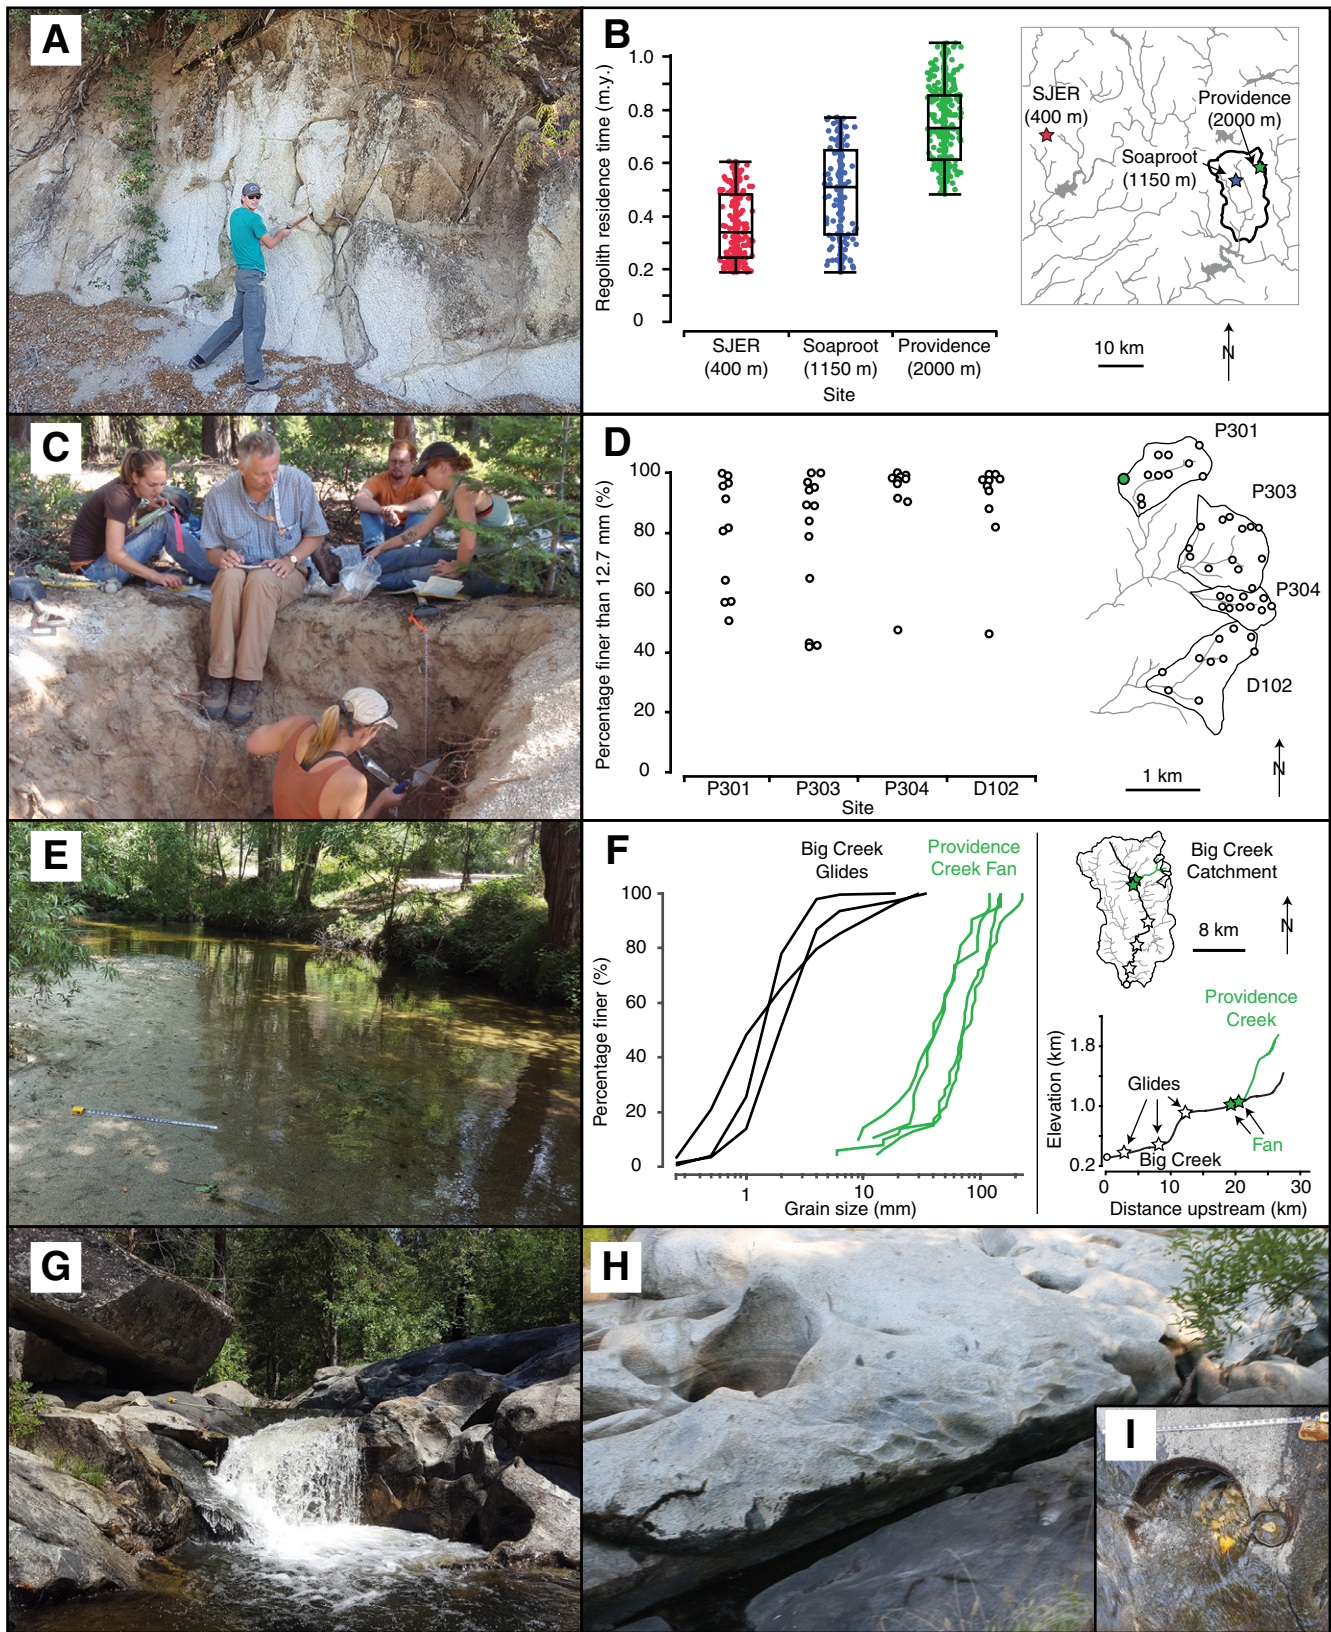 A
B
Regolith residence time (m.y.)
1.0
0.8
0.6
0.4
0.2
0
SJER
(400 m)
Soaproot
(1150 m)
Providence
(2000 m)
Site
SJER
(400 m)
Providence
(2000 m)
Soaproot
(1150 m)
10 km
N
C
D
Percentage finer than 12.7 mm (%)
100
80
60
40
20
0
P301
P303
P304
D102
Site
P301
P303
P304
D102
1 km
N
E
F
Big Creek
Glides
Providence
Creek Fan
Percentage finer (%)
100
80
60
40
20
0
1
10
100
Grain size (mm)
Big Creek
Catchment
8 km
N
Providence
Creek
Elevation (km)
1.8
1.0
0.2
Glides
Fan
Big Creek
0
10
20
30
Distance upstream (km)
G
H
I